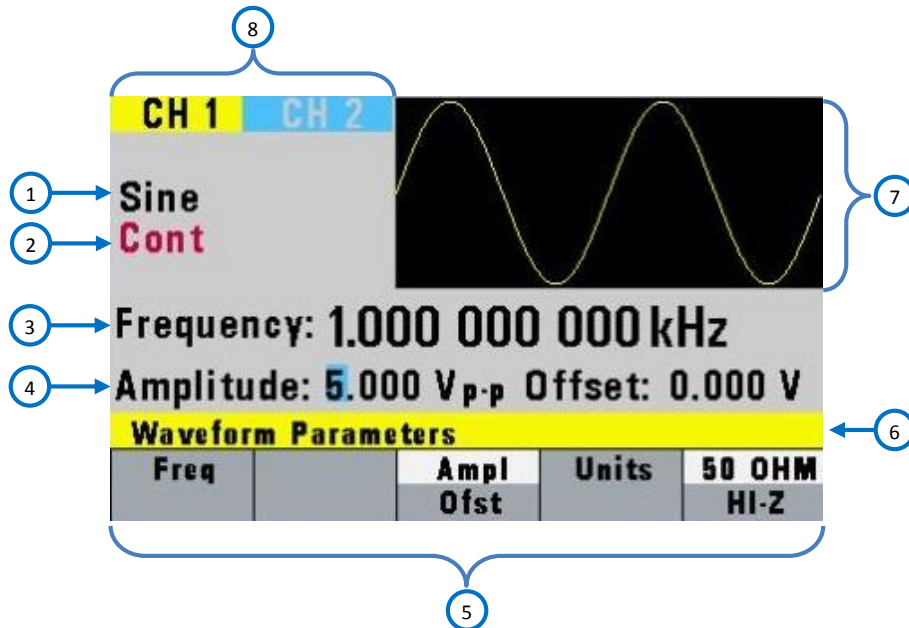 8
CH 1 CH 2
1 Sine
7
2 Cont
3 Frequency: 1.000 000 000 kHz
4 Amplitude: 5.000 Vp-p Offset: 0.000 V
Waveform Parameters 6
Freq Ampl Units 50 OHM
Ofst HI-Z
5